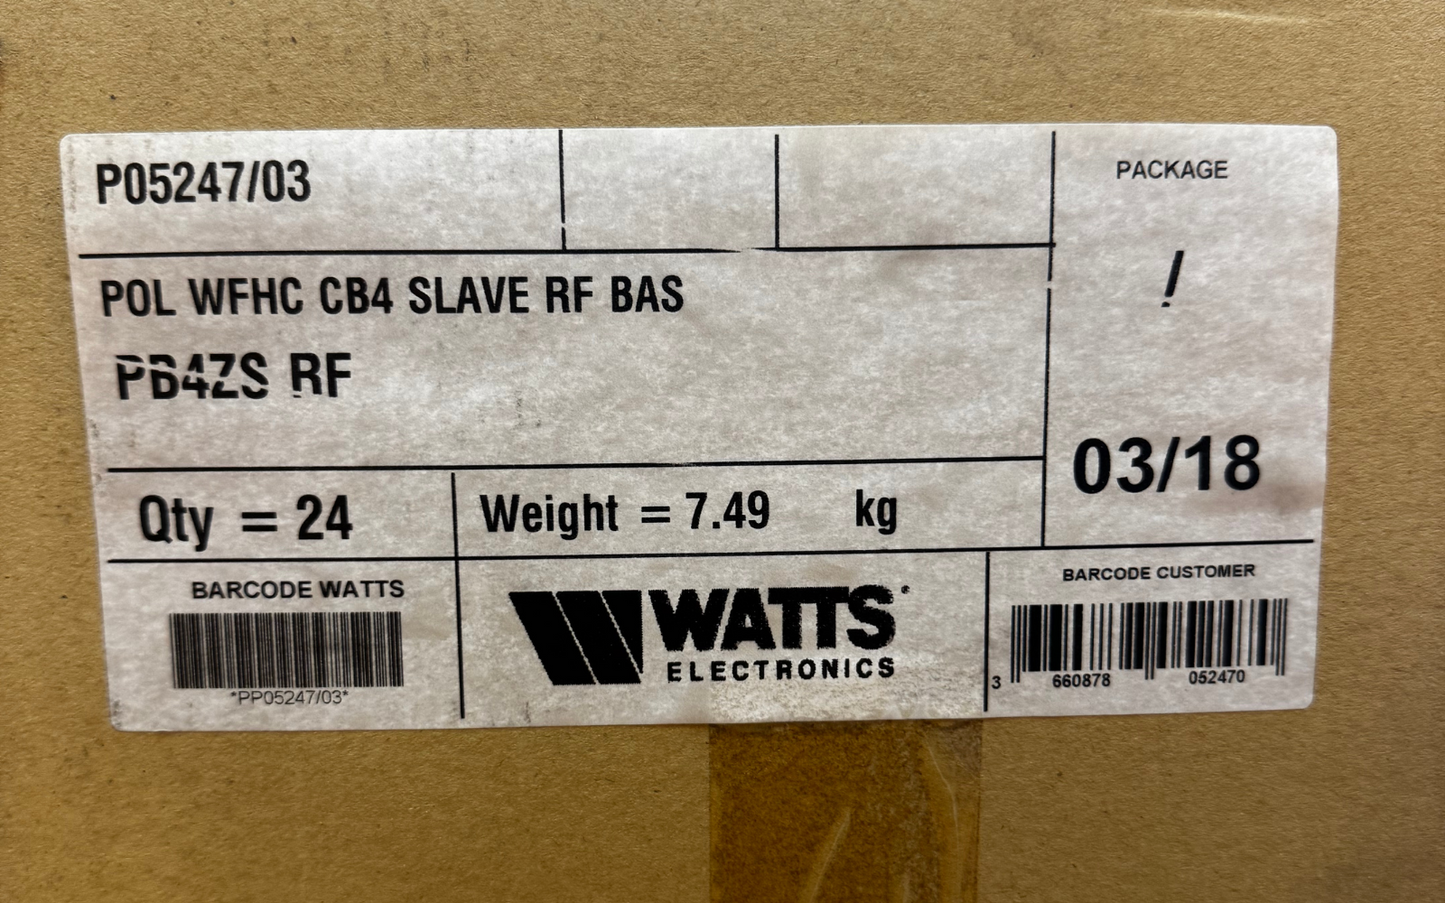 P05247/03
PACKAGE
/
POL WFHC CB4 SLAVE RF BAS
PB4ZS RF
03/18
Qty = 24
Weight = 7.49 kg
BARCODE WATTS
*PP05247/03*
WATTS
ELECTRONICS
BARCODE CUSTOMER
3 660878 052470